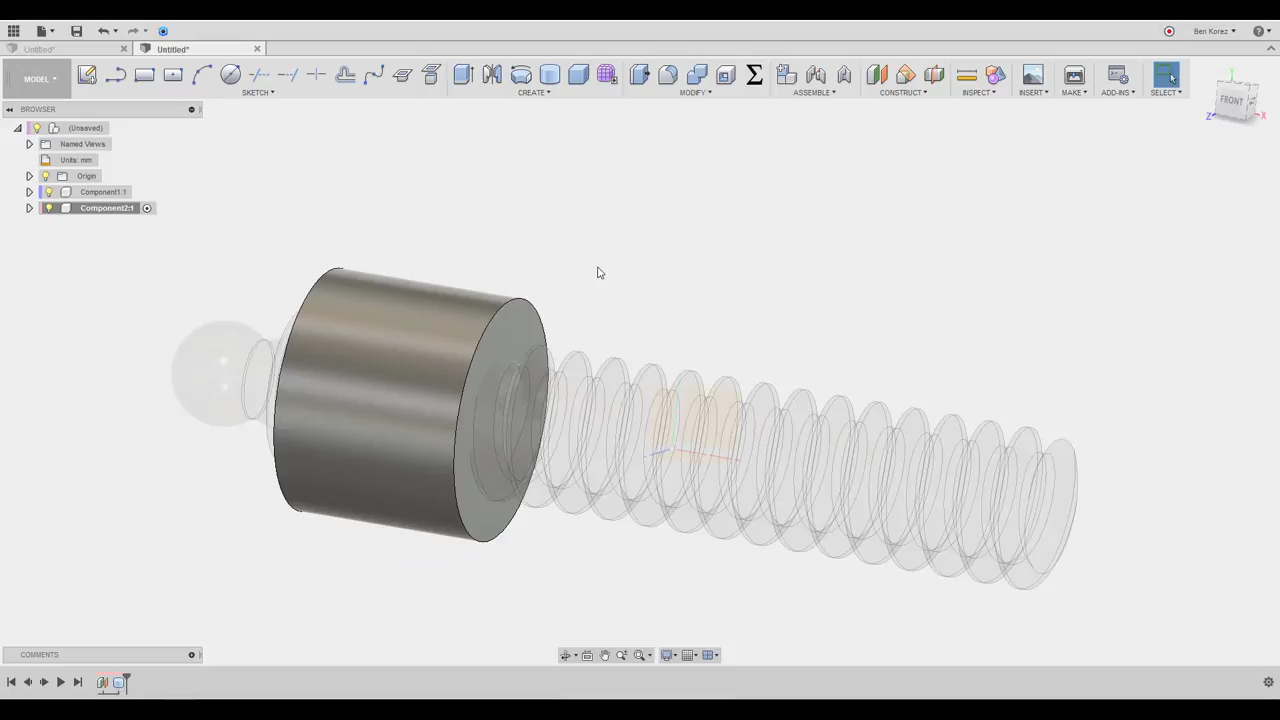 Ben Korez
Untitled*
Untitled*
MODEL
SKETCH
CREATE
MODIFY
ASSEMBLE
CONSTRUCT
INSPECT
INSERT
MAKE
ADD-INS
SELECT
FRONT
Y
Z
X
BROWSER
(Unsaved)
Named Views
Units: mm
Origin
Component1:1
Component2:1
COMMENTS